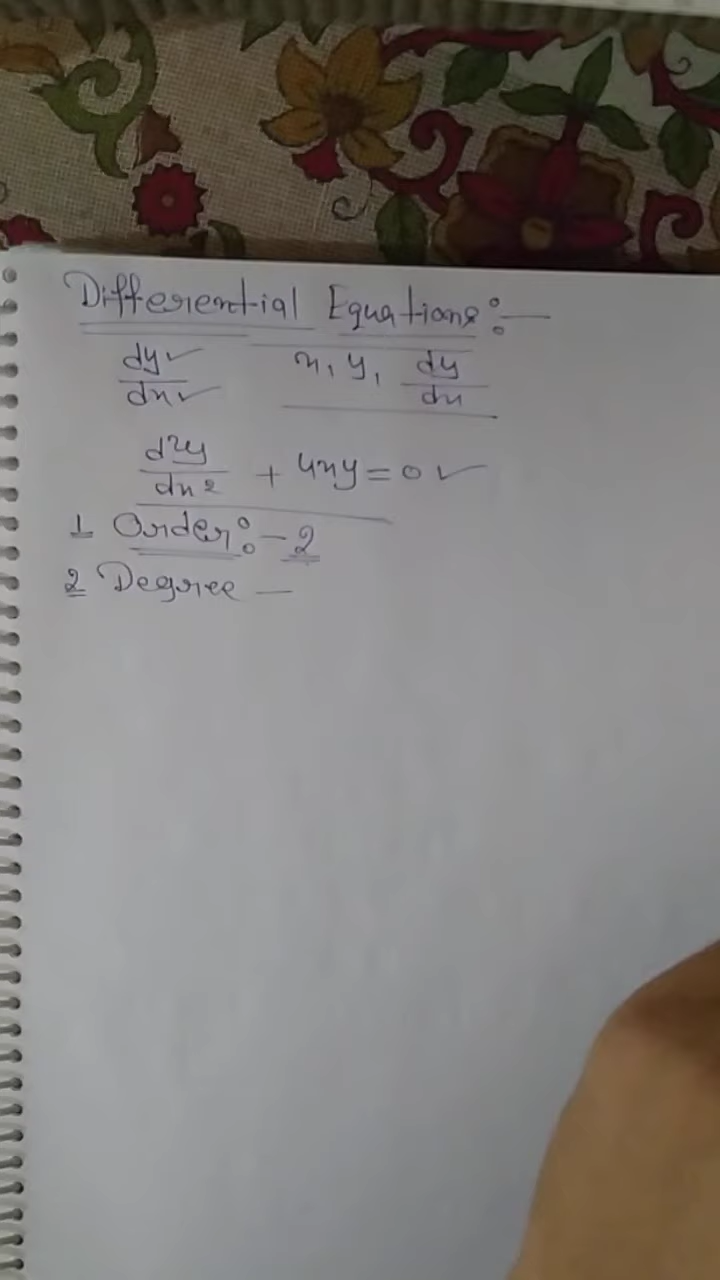 Differential Equations:—
dy✓/dx✓ x, y, dy/dx
d²y/dx² + 4xy = 0 ✓
1 Order:- 2
2 Degree —